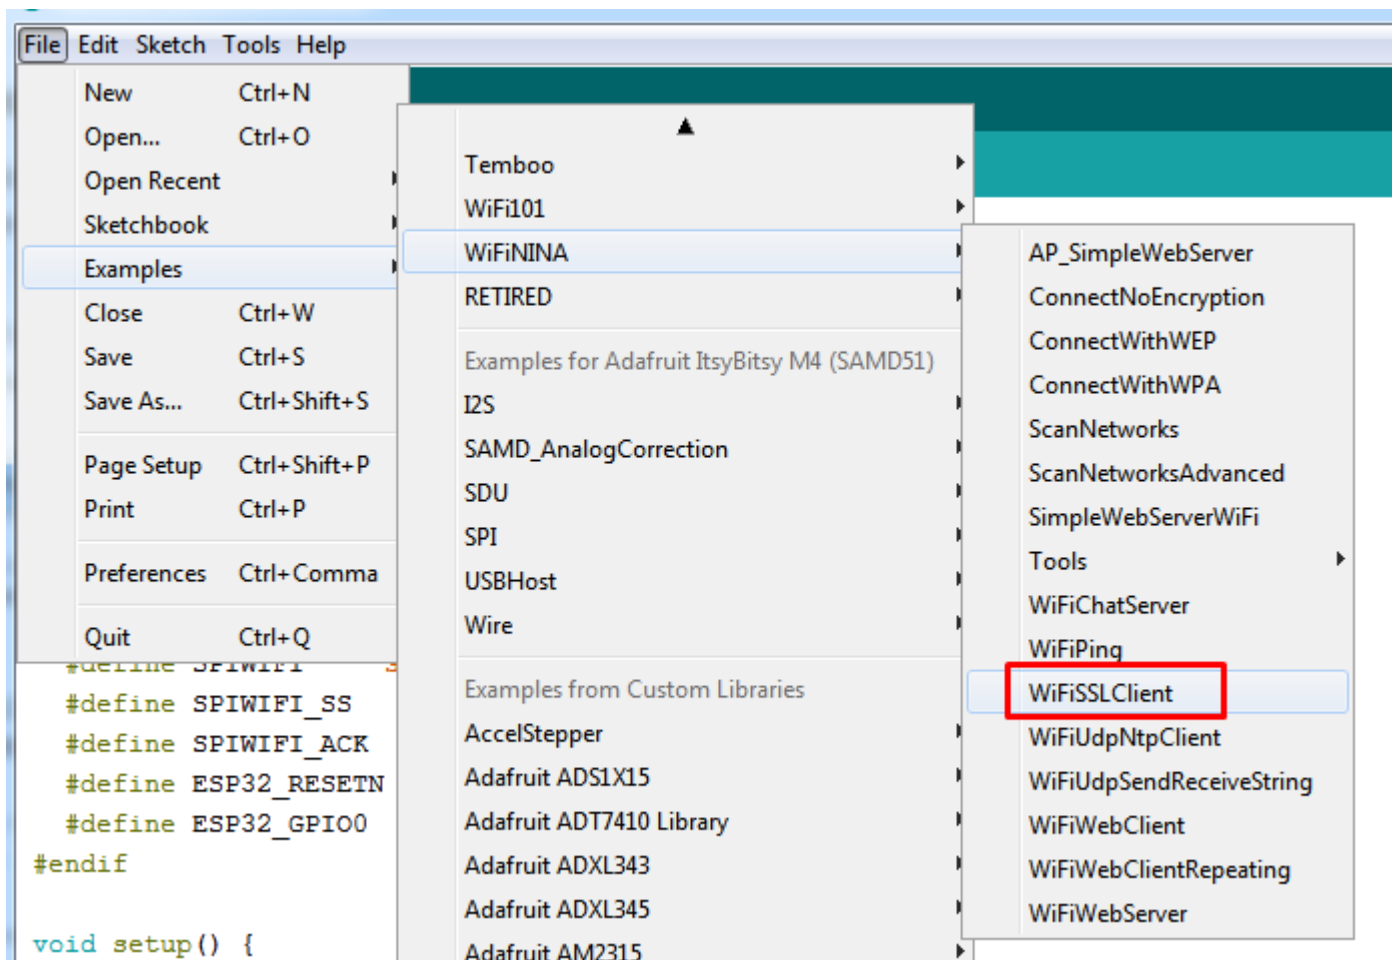 File Edit Sketch Tools Help
New Ctrl+N
Open... Ctrl+O
Open Recent
Sketchbook
Examples
Close Ctrl+W
Save Ctrl+S
Save As... Ctrl+Shift+S
Page Setup Ctrl+Shift+P
Print Ctrl+P
Preferences Ctrl+Comma
Quit Ctrl+Q
Temboo
WiFi101
WiFiNINA
RETIRED
Examples for Adafruit ItsyBitsy M4 (SAMD51)
I2S
SAMD_AnalogCorrection
SDU
SPI
USBHost
Wire
Examples from Custom Libraries
AccelStepper
Adafruit ADS1X15
Adafruit ADT7410 Library
Adafruit ADXL343
Adafruit ADXL345
Adafruit AM2315
AP_SimpleWebServer
ConnectNoEncryption
ConnectWithWEP
ConnectWithWPA
ScanNetworks
ScanNetworksAdvanced
SimpleWebServerWiFi
Tools
WiFiChatServer
WiFiPing
WiFiSSLClient
WiFiUdpNtpClient
WiFiUdpSendReceiveString
WiFiWebClient
WiFiWebClientRepeating
WiFiWebServer
#define SPIWIFI
#define SPIWIFI_SS
#define SPIWIFI_ACK
#define ESP32_RESETN
#define ESP32_GPIO0
#endif
void setup() {